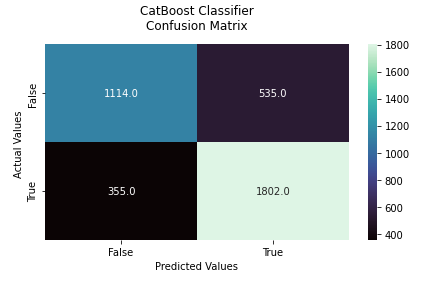 CatBoost Classifier
Confusion Matrix
Actual Values
False
True
1114.0
535.0
355.0
1802.0
False
True
Predicted Values
1800
1600
1400
1200
1000
800
600
400